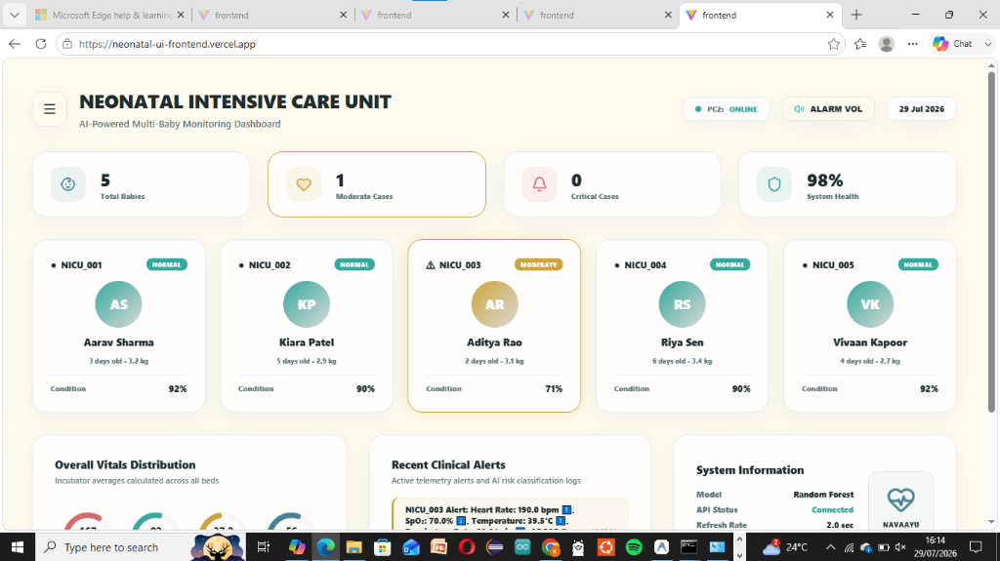 Microsoft Edge help & learning
frontend
frontend
frontend
frontend
https://neonatal-ui-frontend.vercel.app
Chat
NEONATAL INTENSIVE CARE UNIT
AI-Powered Multi-Baby Monitoring Dashboard
PC2: ONLINE
ALARM VOL
29 Jul 2026
5
Total Babies
1
Moderate Cases
0
Critical Cases
98%
System Health
NICU_001 NORMAL
AS
Aarav Sharma
3 days old • 3.2 kg
Condition 92%
NICU_002 NORMAL
KP
Kiara Patel
5 days old • 2.9 kg
Condition 90%
NICU_003 MODERATE
AR
Aditya Rao
2 days old • 3.1 kg
Condition 71%
NICU_004 NORMAL
RS
Riya Sen
6 days old • 3.4 kg
Condition 90%
NICU_005 NORMAL
VK
Vivaan Kapoor
4 days old • 2.7 kg
Condition 92%
Overall Vitals Distribution
Incubator averages calculated across all beds
Recent Clinical Alerts
Active telemetry alerts and AI risk classification logs
NICU_003 Alert: Heart Rate: 190.0 bpm ⬆.
SpO₂: 70.0% ⬇. Temperature: 39.5°C ⬆.
System Information
Model Random Forest
API Status Connected
Refresh Rate 2.0 sec
NAVAAYU
Type here to search
2
24°C
16:14
29/07/2026